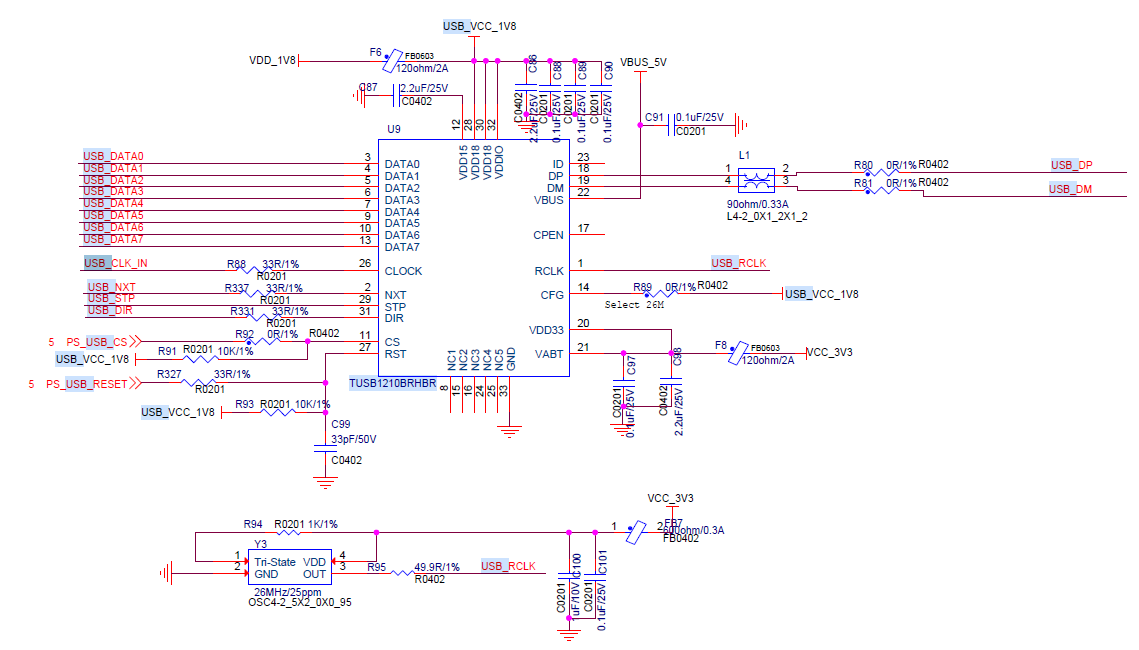 USB_VCC_1V8
VDD_1V8
F6
FB0603
120ohm/2A
C87
2.2uF/25V
C0402
C86
C0402
2.2uF/25V
C88
C0201
0.1uF/25V
C89
C0201
0.1uF/25V
C90
C0201
0.1uF/25V
VBUS_5V
C91
0.1uF/25V
C0201
U9
12
28
30
32
VDD15
VDD18
VDD18
VDDIO
USB_DATA0 3 DATA0
USB_DATA1 4 DATA1
USB_DATA2 5 DATA2
USB_DATA3 6 DATA3
USB_DATA4 7 DATA4
USB_DATA5 9 DATA5
USB_DATA6 10 DATA6
USB_DATA7 13 DATA7
USB_CLK_IN R88 33R/1% R0201 26 CLOCK
USB_NXT R337 33R/1% R0201 2 NXT
USB_STP 29 STP
USB_DIR R331 33R/1% R0201 31 DIR
5 PS_USB_CS R92 0R/1% R0402 11 CS
USB_VCC_1V8 R91 R0201 10K/1%
27 RST
5 PS_USB_RESET R327 33R/1% R0201
USB_VCC_1V8 R93 R0201 10K/1%
C99
33pF/50V
C0402
TUSB1210BRHBR
NC1
NC2
NC3
NC4
NC5
GND
8
15
16
24
25
33
ID 23
DP 18
DM 19
VBUS 22
CPEN 17
RCLK 1 USB_RCLK
CFG 14 R89 0R/1% R0402 USB_VCC_1V8
Select 26M
VDD33 20
VABT 21
L1
1 2
4 3
90ohm/0.33A
L4-2_0X1_2X1_2
R80 0R/1% R0402 USB_DP
R81 0R/1% R0402 USB_DM
F8
FB0603
120ohm/2A
VCC_3V3
C97
C0201
0.1uF/25V
C98
C0402
2.2uF/25V
R94 R0201 1K/1%
Y3
1 Tri-State VDD 4
2 GND OUT 3
26MHz/25ppm
OSC4-2_5X2_0X0_95
R95 49.9R/1% R0402
USB_RCLK
C100
C0201
1uF/10V
C101
C0201
0.1uF/25V
VCC_3V3
1 2
FB7
600ohm/0.3A
FB0402